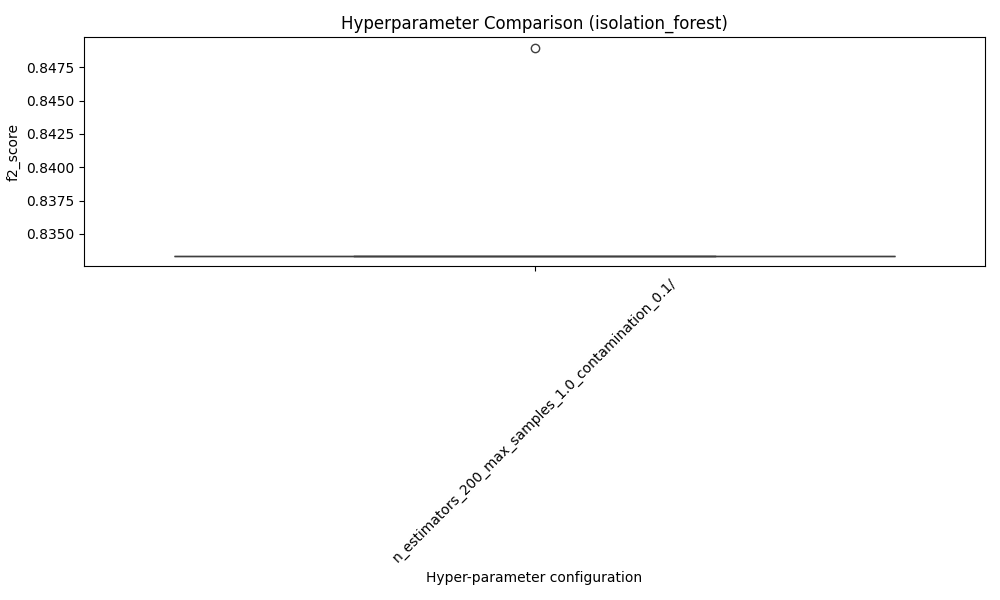 Hyperparameter Comparison (isolation_forest)
f2_score
0.8475
0.8450
0.8425
0.8400
0.8375
0.8350
n_estimators_200_max_samples_1.0_contamination_0.1/
Hyper-parameter configuration